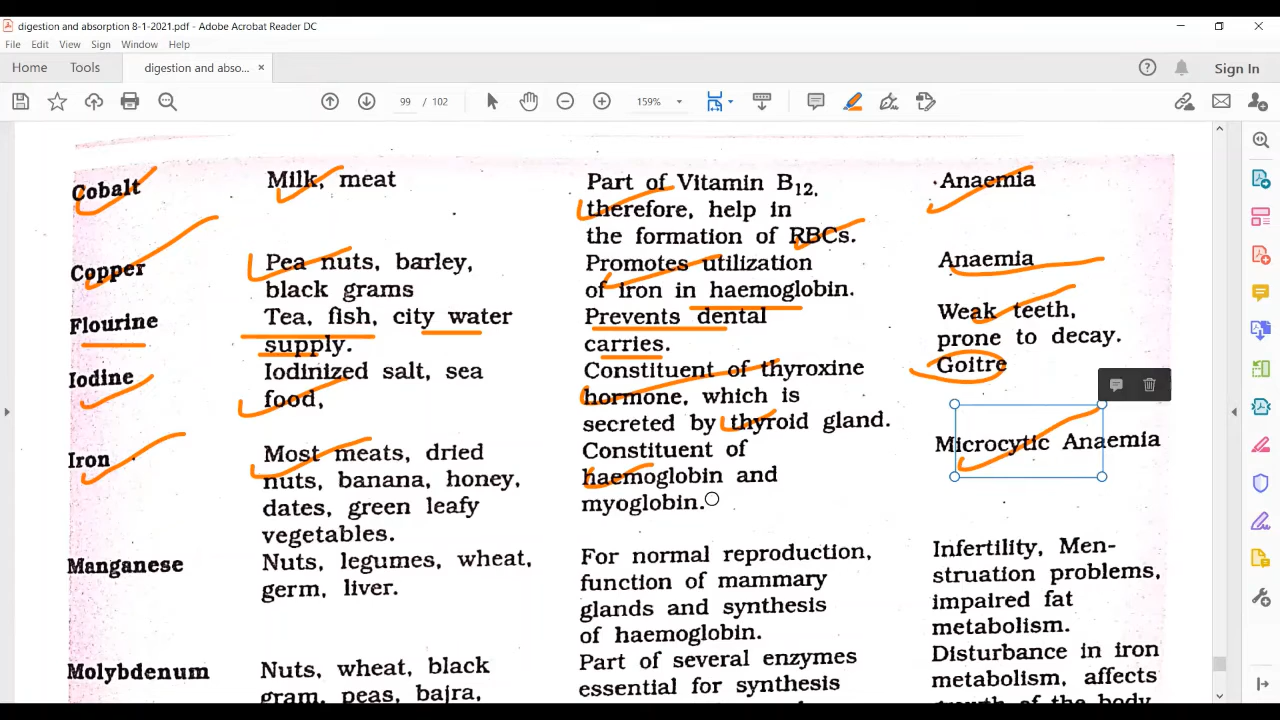 digestion and absorption 8-1-2021.pdf - Adobe Acrobat Reader DC
File Edit View Sign Window Help
Home Tools digestion and abso... × Sign In
99 / 102 159%
Cobalt Milk, meat Part of Vitamin B12, Anaemia
therefore, help in
the formation of RBCs.
Copper Pea nuts, barley, Promotes utilization Anaemia
black grams of iron in haemoglobin.
Flourine Tea, fish, city water Prevents dental Weak teeth,
supply. carries. prone to decay.
Iodine Iodinized salt, sea Constituent of thyroxine Goitre
food, hormone, which is
secreted by thyroid gland.
Iron Most meats, dried Constituent of Microcytic Anaemia
nuts, banana, honey, haemoglobin and
dates, green leafy myoglobin.
vegetables.
Manganese Nuts, legumes, wheat, For normal reproduction, Infertility, Men-
germ, liver. function of mammary struation problems,
glands and synthesis impaired fat
of haemoglobin. metabolism.
Molybdenum Nuts, wheat, black Part of several enzymes Disturbance in iron
gram, peas, bajra, essential for synthesis metabolism, affects
growth of the body